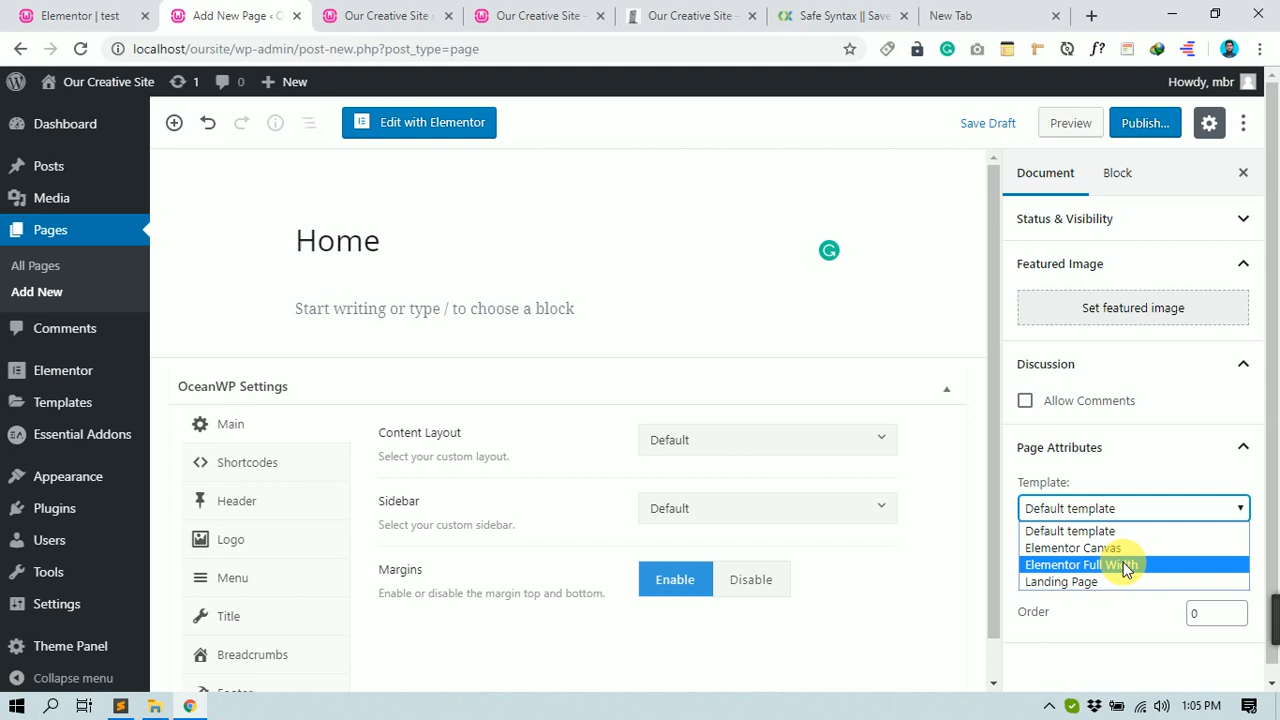 Elementor | test
Add New Page ‹ O
Our Creative Site ‹
Our Creative Site –
Our Creative Site –
Safe Syntax || Save
New Tab
localhost/oursite/wp-admin/post-new.php?post_type=page
f?
Our Creative Site
1
0
New
Howdy, mbr
Dashboard
Posts
Media
Pages
All Pages
Add New
Comments
Elementor
Templates
Essential Addons
Appearance
Plugins
Users
Tools
Settings
Theme Panel
Collapse menu
Edit with Elementor
Save Draft
Preview
Publish...
Home
Start writing or type / to choose a block
OceanWP Settings
Main
Shortcodes
Header
Logo
Menu
Title
Breadcrumbs
Footer
Content Layout
Select your custom layout.
Default
Sidebar
Select your custom sidebar.
Default
Margins
Enable or disable the margin top and bottom.
Enable
Disable
Document
Block
Status & Visibility
Featured Image
Set featured image
Discussion
Allow Comments
Page Attributes
Template:
Default template
Default template
Elementor Canvas
Elementor Full Width
Landing Page
Order
0
1:05 PM